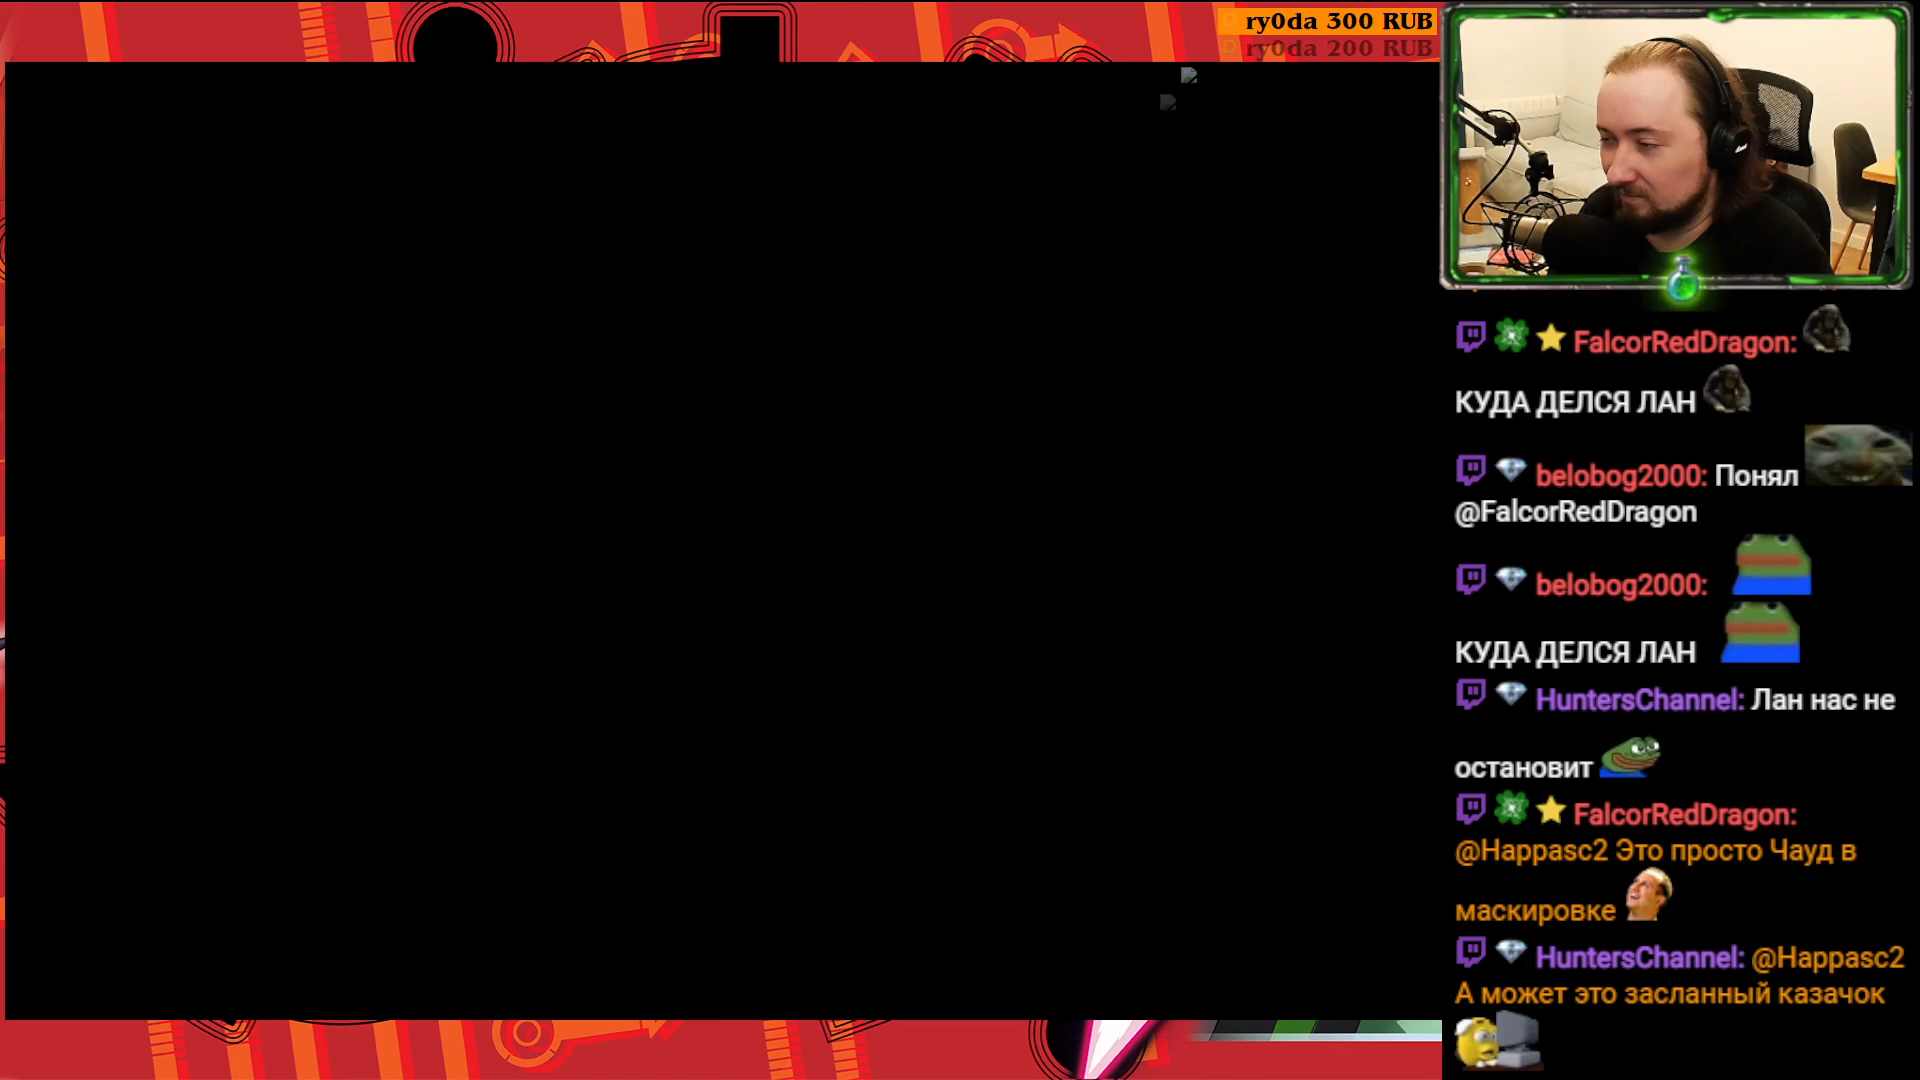 ry0da 300 RUB
ry0da 200 RUB
FalcorRedDragon:
КУДА ДЕЛСЯ ЛАН
belobog2000: Понял
@FalcorRedDragon
belobog2000:
КУДА ДЕЛСЯ ЛАН
HuntersChannel: Лан нас не
остановит
FalcorRedDragon:
@Happasc2 Это просто Чауд в
маскировке
HuntersChannel: @Happasc2
А может это засланный казачок